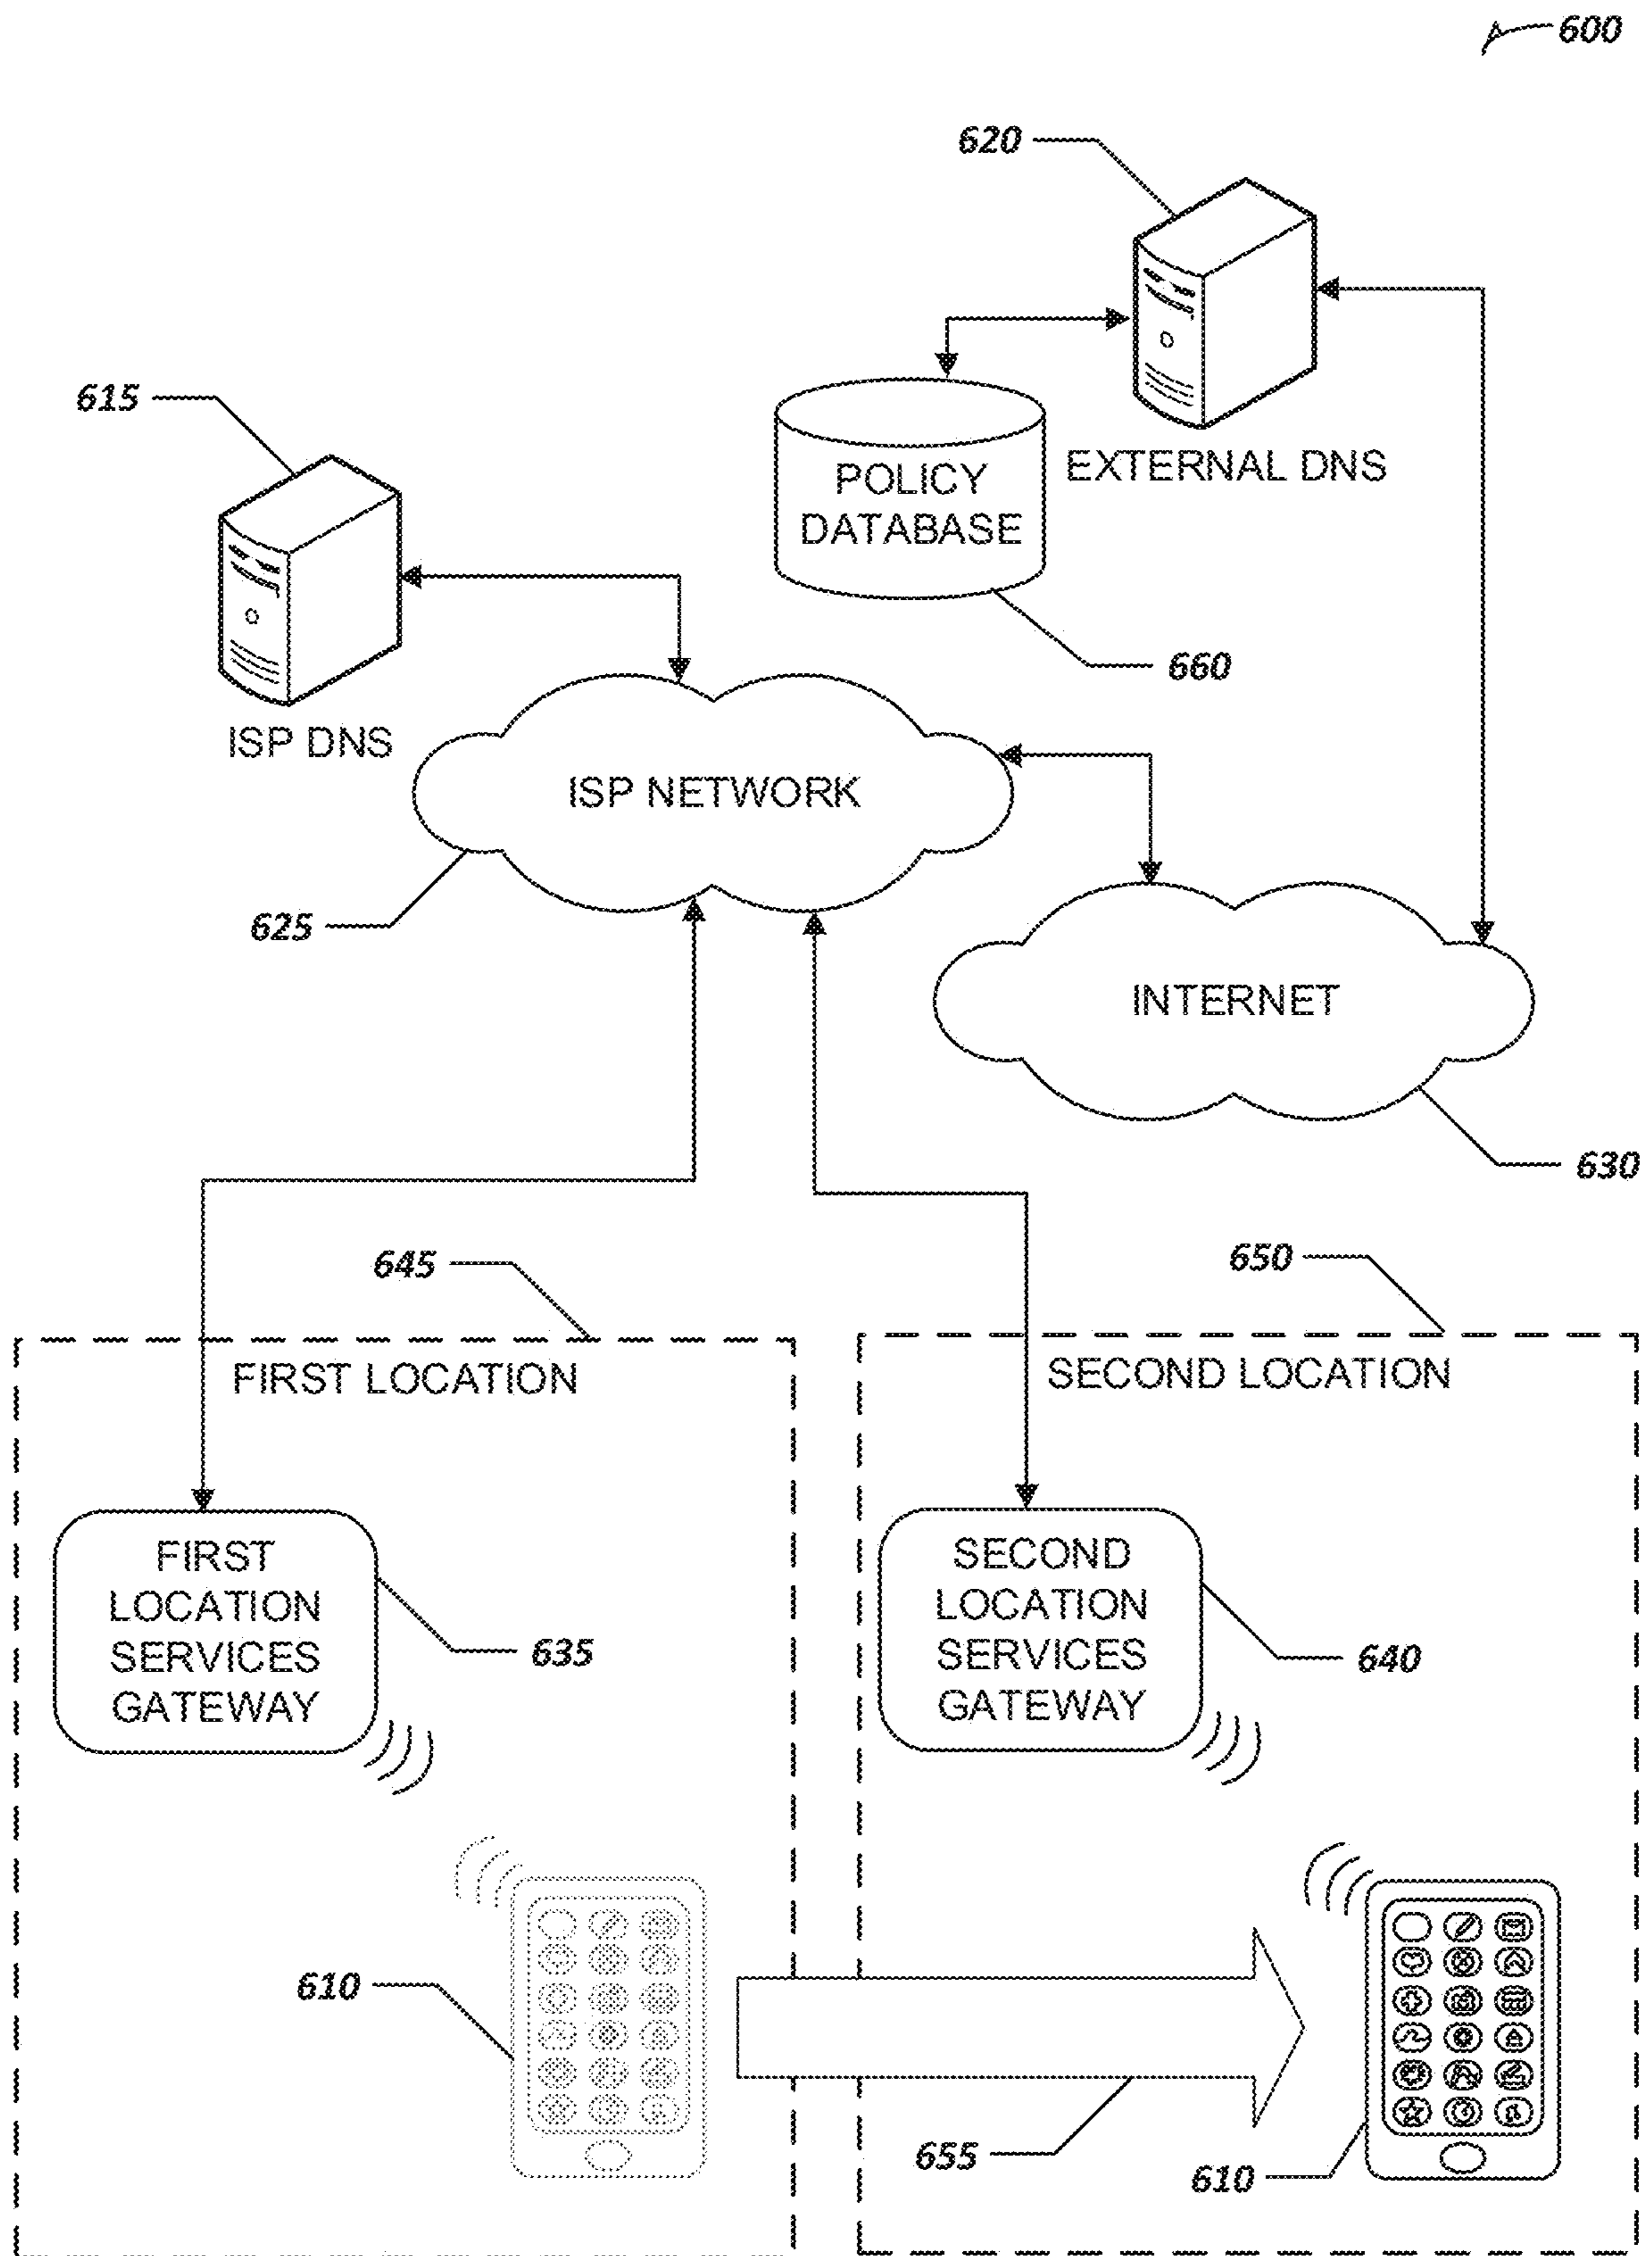 600
620
615
POLICY
DATABASE
EXTERNAL DNS
660
ISP DNS
ISP NETWORK
625
INTERNET
630
645
650
FIRST LOCATION
SECOND LOCATION
FIRST
LOCATION
SERVICES
GATEWAY
635
SECOND
LOCATION
SERVICES
GATEWAY
640
610
655
610